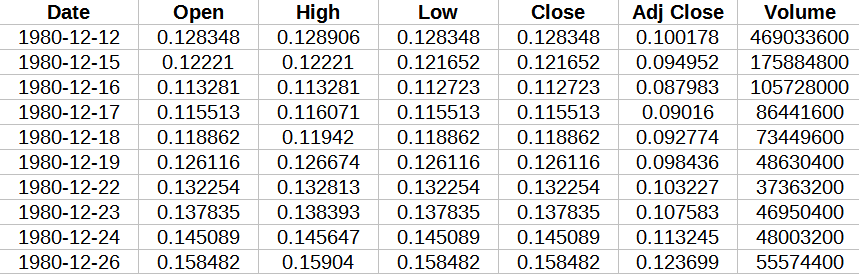 Date Open High Low Close Adj Close Volume
1980-12-12 0.128348 0.128906 0.128348 0.128348 0.100178 469033600
1980-12-15 0.12221 0.12221 0.121652 0.121652 0.094952 175884800
1980-12-16 0.113281 0.113281 0.112723 0.112723 0.087983 105728000
1980-12-17 0.115513 0.116071 0.115513 0.115513 0.09016 86441600
1980-12-18 0.118862 0.11942 0.118862 0.118862 0.092774 73449600
1980-12-19 0.126116 0.126674 0.126116 0.126116 0.098436 48630400
1980-12-22 0.132254 0.132813 0.132254 0.132254 0.103227 37363200
1980-12-23 0.137835 0.138393 0.137835 0.137835 0.107583 46950400
1980-12-24 0.145089 0.145647 0.145089 0.145089 0.113245 48003200
1980-12-26 0.158482 0.15904 0.158482 0.158482 0.123699 55574400